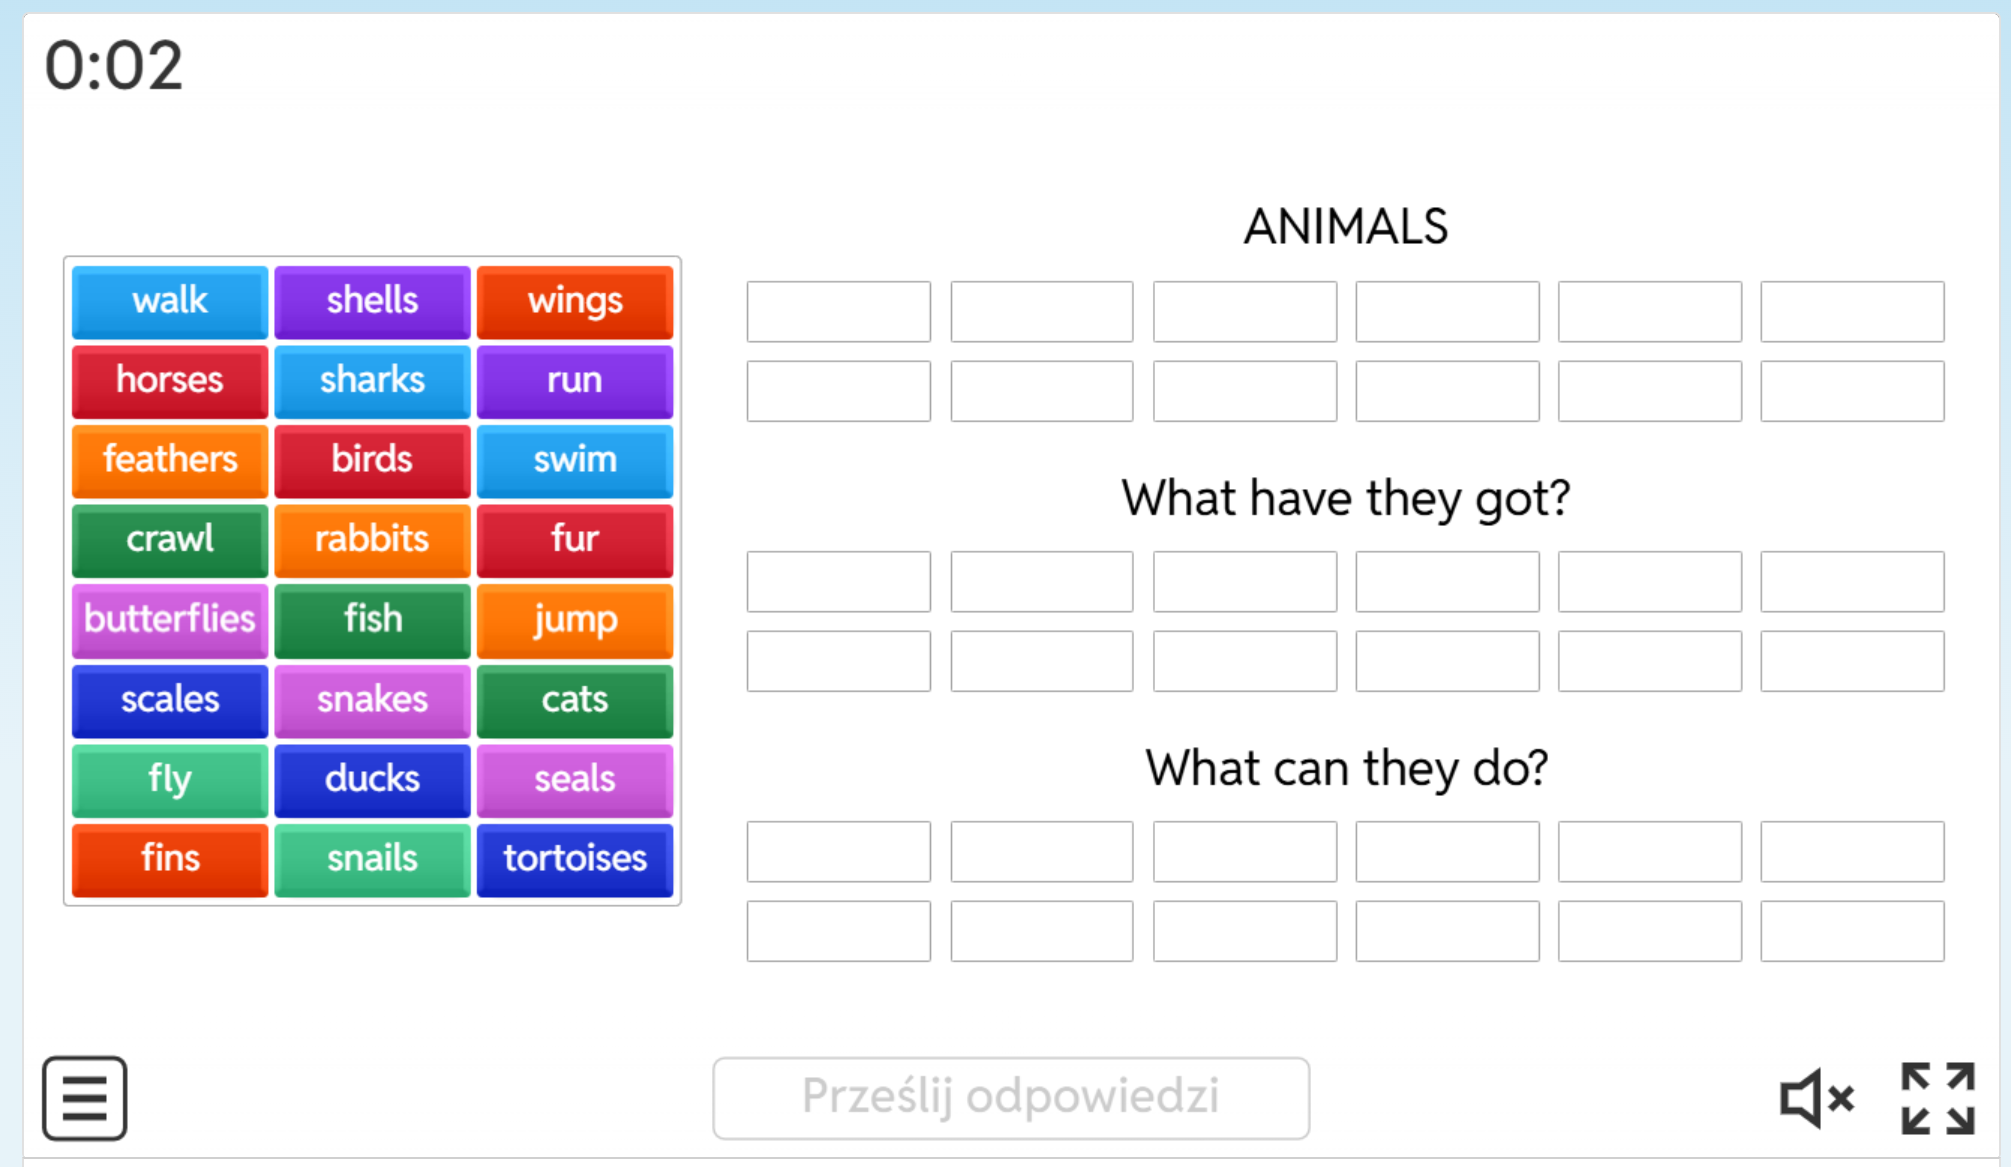 0:02
walk shells wings
horses sharks run
feathers birds swim
crawl rabbits fur
butterflies fish jump
scales snakes cats
fly ducks seals
fins snails tortoises
ANIMALS
What have they got?
What can they do?
Prześlij odpowiedzi